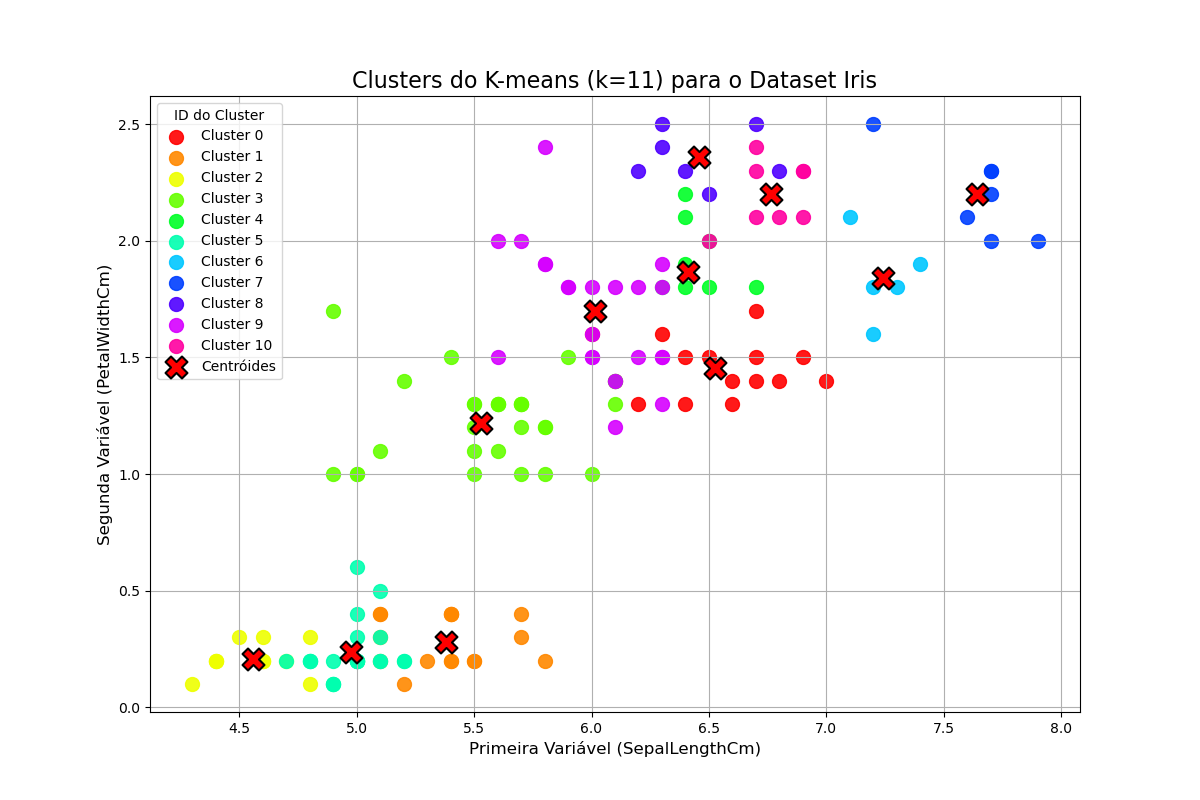 Clusters do K-means (k=11) para o Dataset Iris
ID do Cluster
Cluster 0
Cluster 1
Cluster 2
Cluster 3
Cluster 4
Cluster 5
Cluster 6
Cluster 7
Cluster 8
Cluster 9
Cluster 10
Centróides
Segunda Variável (PetalWidthCm)
2.5
2.0
1.5
1.0
0.5
0.0
4.5 5.0 5.5 6.0 6.5 7.0 7.5 8.0
Primeira Variável (SepalLengthCm)